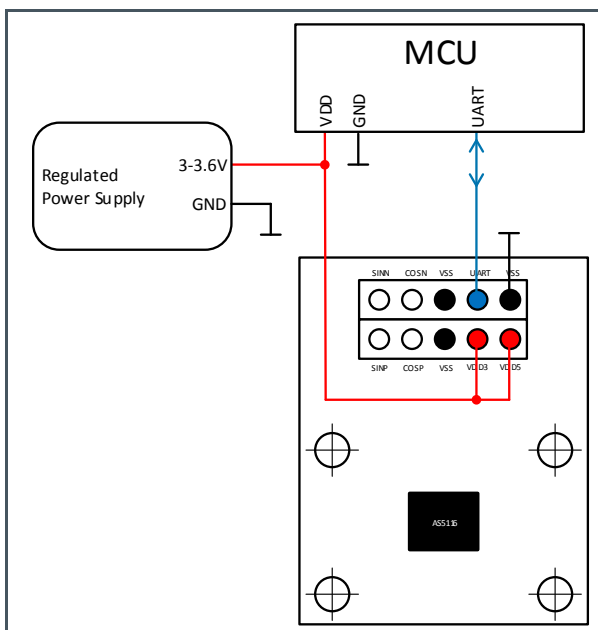 MCU
VDD
GND
UART
Regulated
Power Supply
3-3.6V
GND
SINN COSN VSS UART VSS
SINP COSP VSS VDD3 VDD5
AS5116